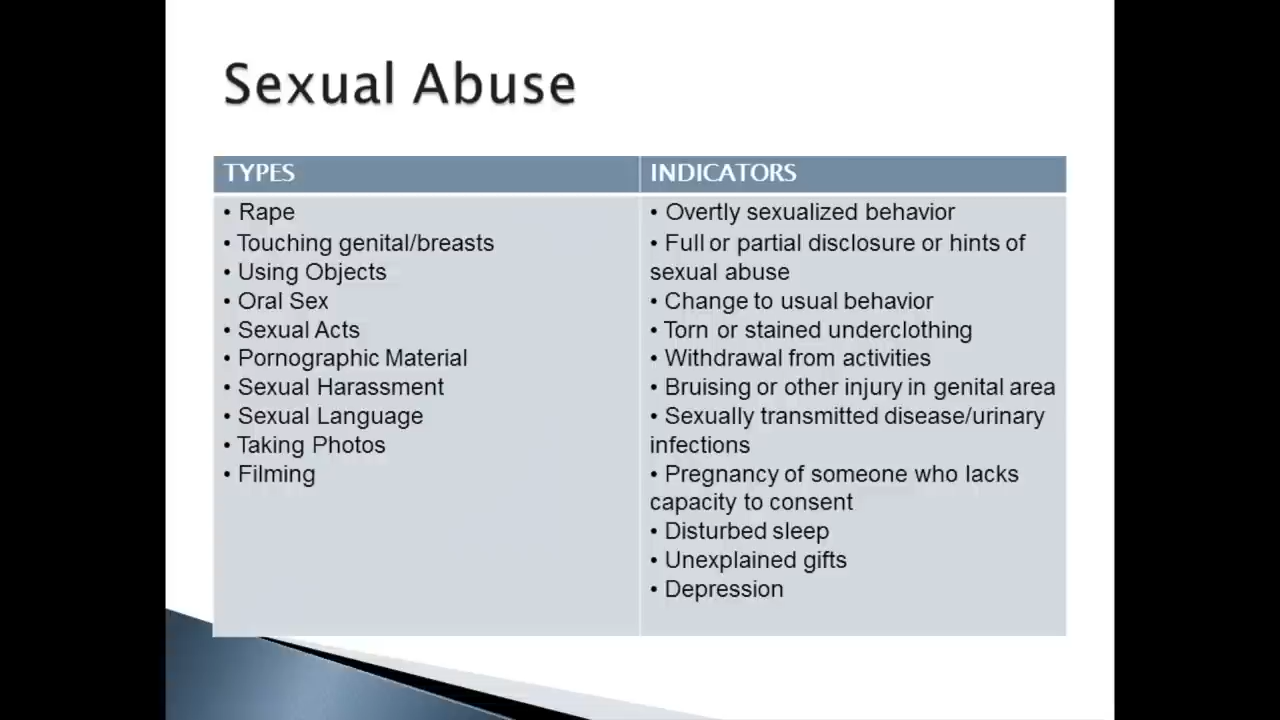 Sexual Abuse
TYPES
• Rape
• Touching genital/breasts
• Using Objects
• Oral Sex
• Sexual Acts
• Pornographic Material
• Sexual Harassment
• Sexual Language
• Taking Photos
• Filming
INDICATORS
• Overtly sexualized behavior
• Full or partial disclosure or hints of
sexual abuse
• Change to usual behavior
• Torn or stained underclothing
• Withdrawal from activities
• Bruising or other injury in genital area
• Sexually transmitted disease/urinary
infections
• Pregnancy of someone who lacks
capacity to consent
• Disturbed sleep
• Unexplained gifts
• Depression